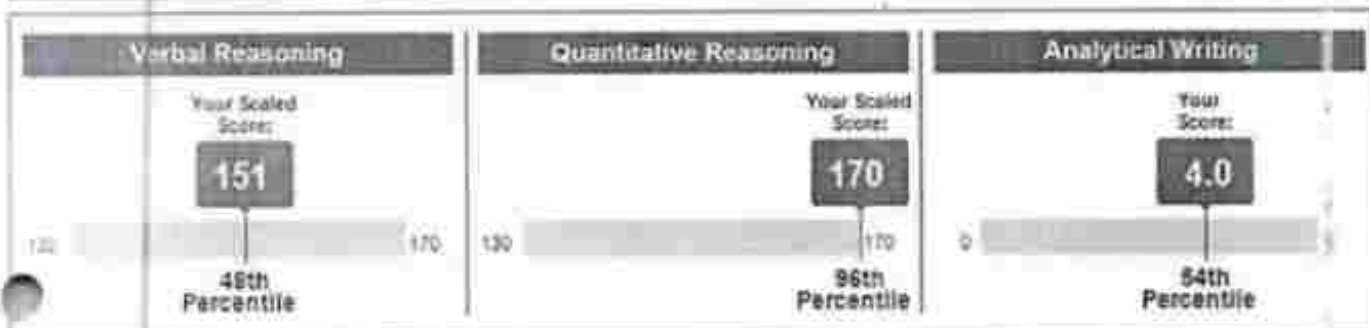 Verbal Reasoning
Your Scaled
Score:
151
170
48th
Percentile
Quantitative Reasoning
Your Scaled
Score:
170
130
170
96th
Percentile
Analytical Writing
Your
Score:
4.0
0
54th
Percentile